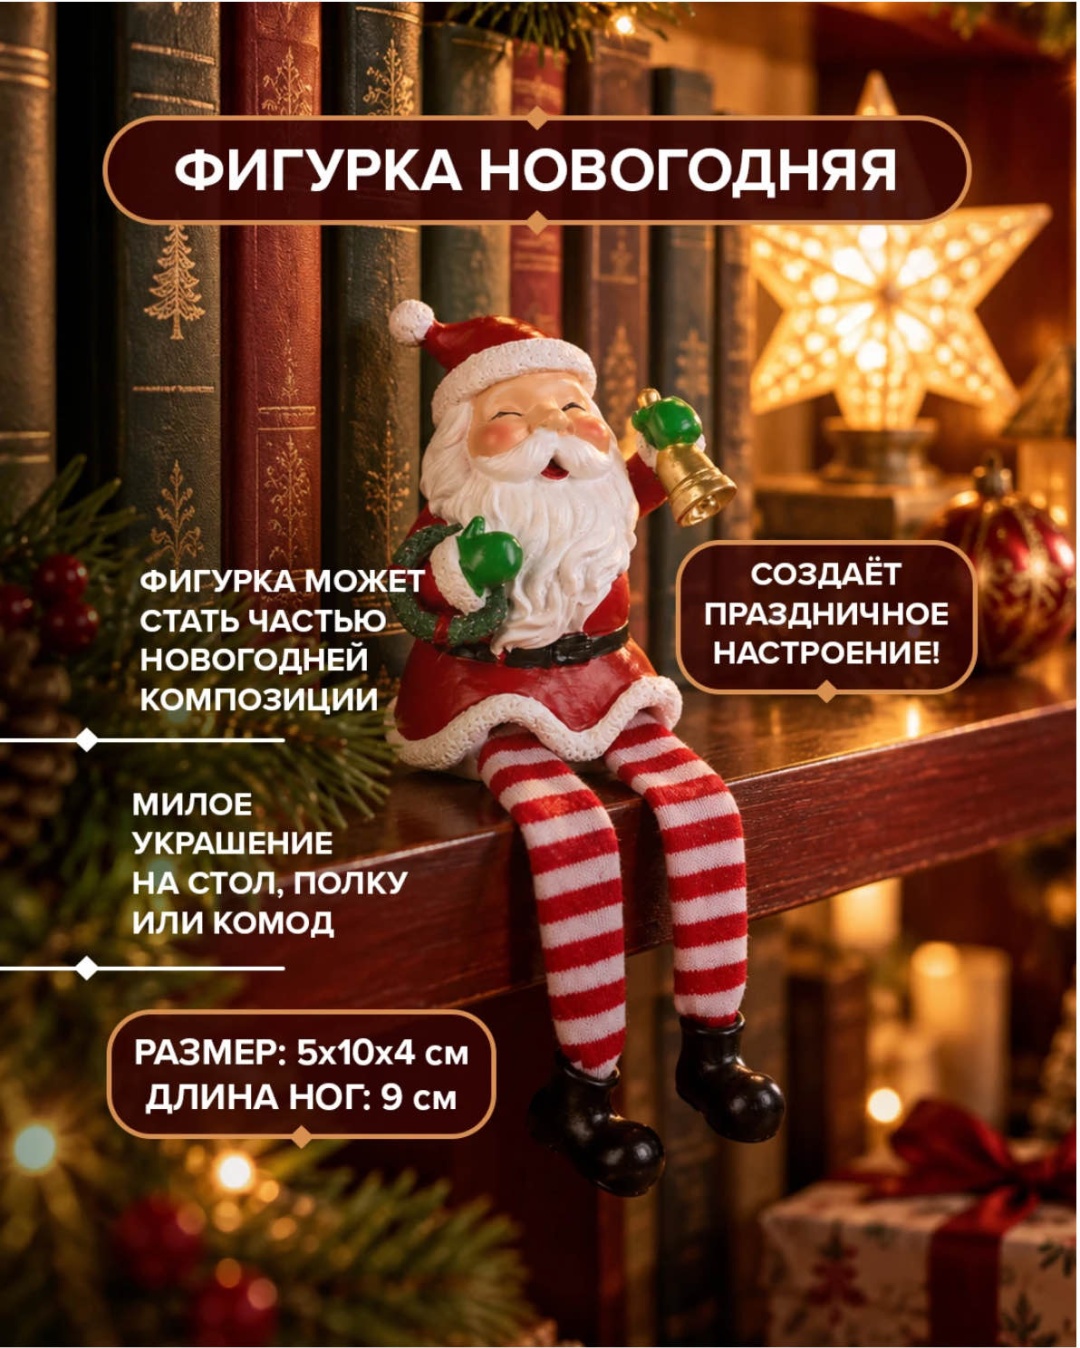 ФИГУРКА НОВОГОДНЯЯ
ФИГУРКА МОЖЕТ
СТАТЬ ЧАСТЬЮ
НОВОГОДНЕЙ
КОМПОЗИЦИИ
СОЗДАЁТ
ПРАЗДНИЧНОЕ
НАСТРОЕНИЕ!
МИЛОЕ
УКРАШЕНИЕ
НА СТОЛ, ПОЛКУ
ИЛИ КОМОД
РАЗМЕР: 5х10х4 см
ДЛИНА НОГ: 9 см